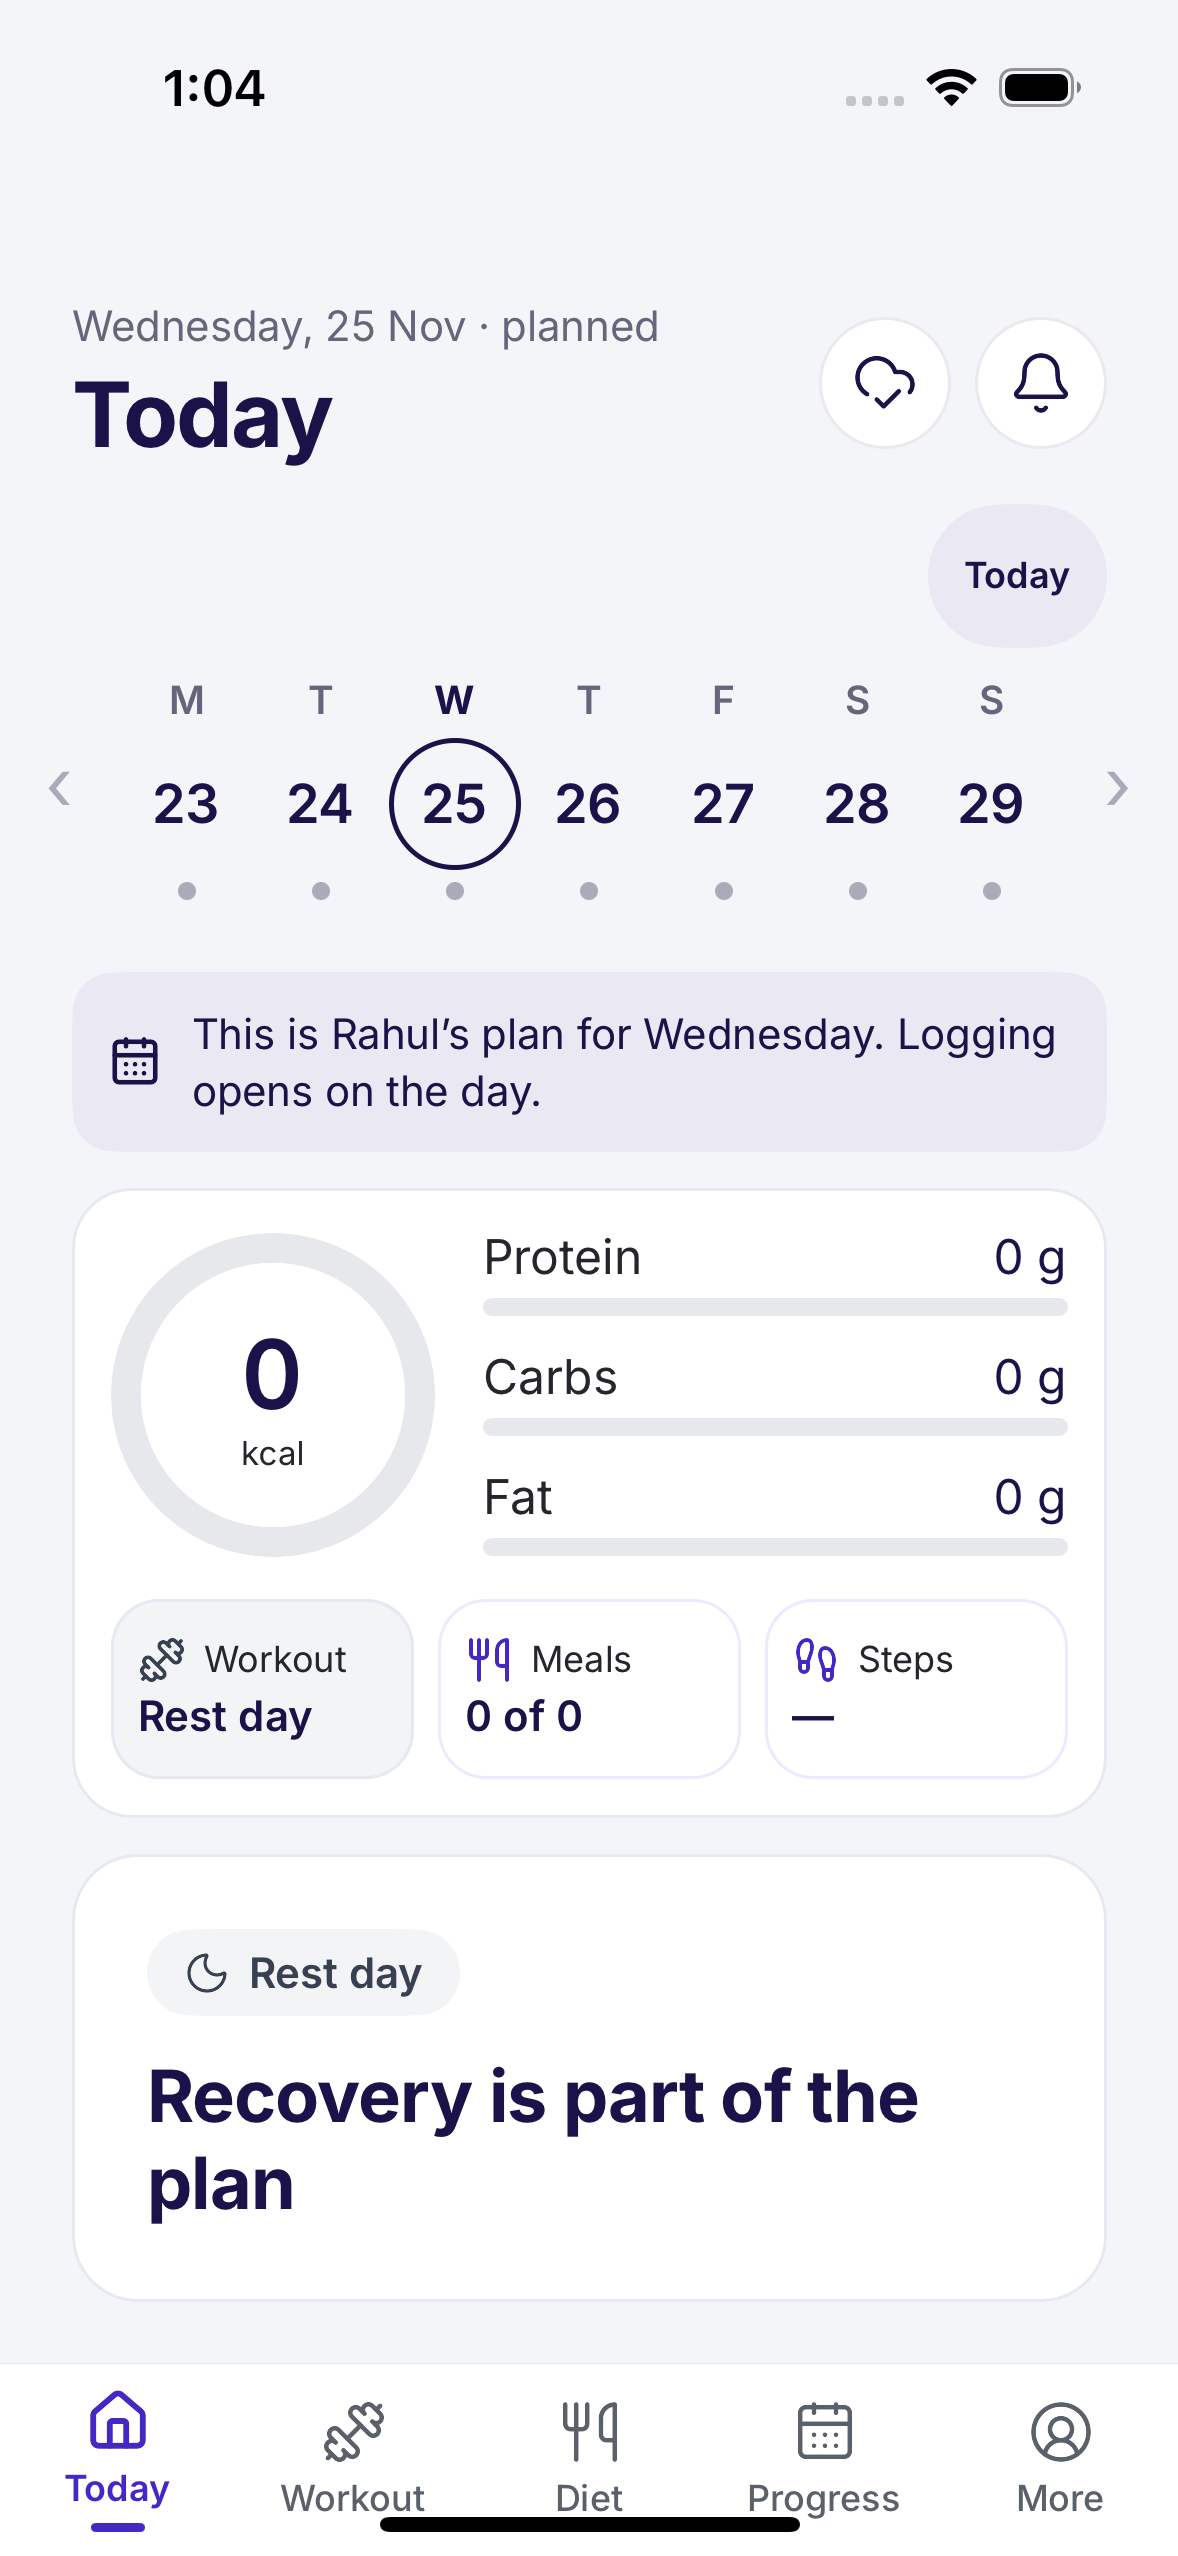 1:04
Wednesday, 25 Nov · planned
Today
Today
M T W T F S S
‹ 23 24 25 26 27 28 29 ›
This is Rahul’s plan for Wednesday. Logging
opens on the day.
0
kcal
Protein 0 g
Carbs 0 g
Fat 0 g
Workout
Rest day
Meals
0 of 0
Steps
—
Rest day
Recovery is part of the
plan
Today Workout Diet Progress More